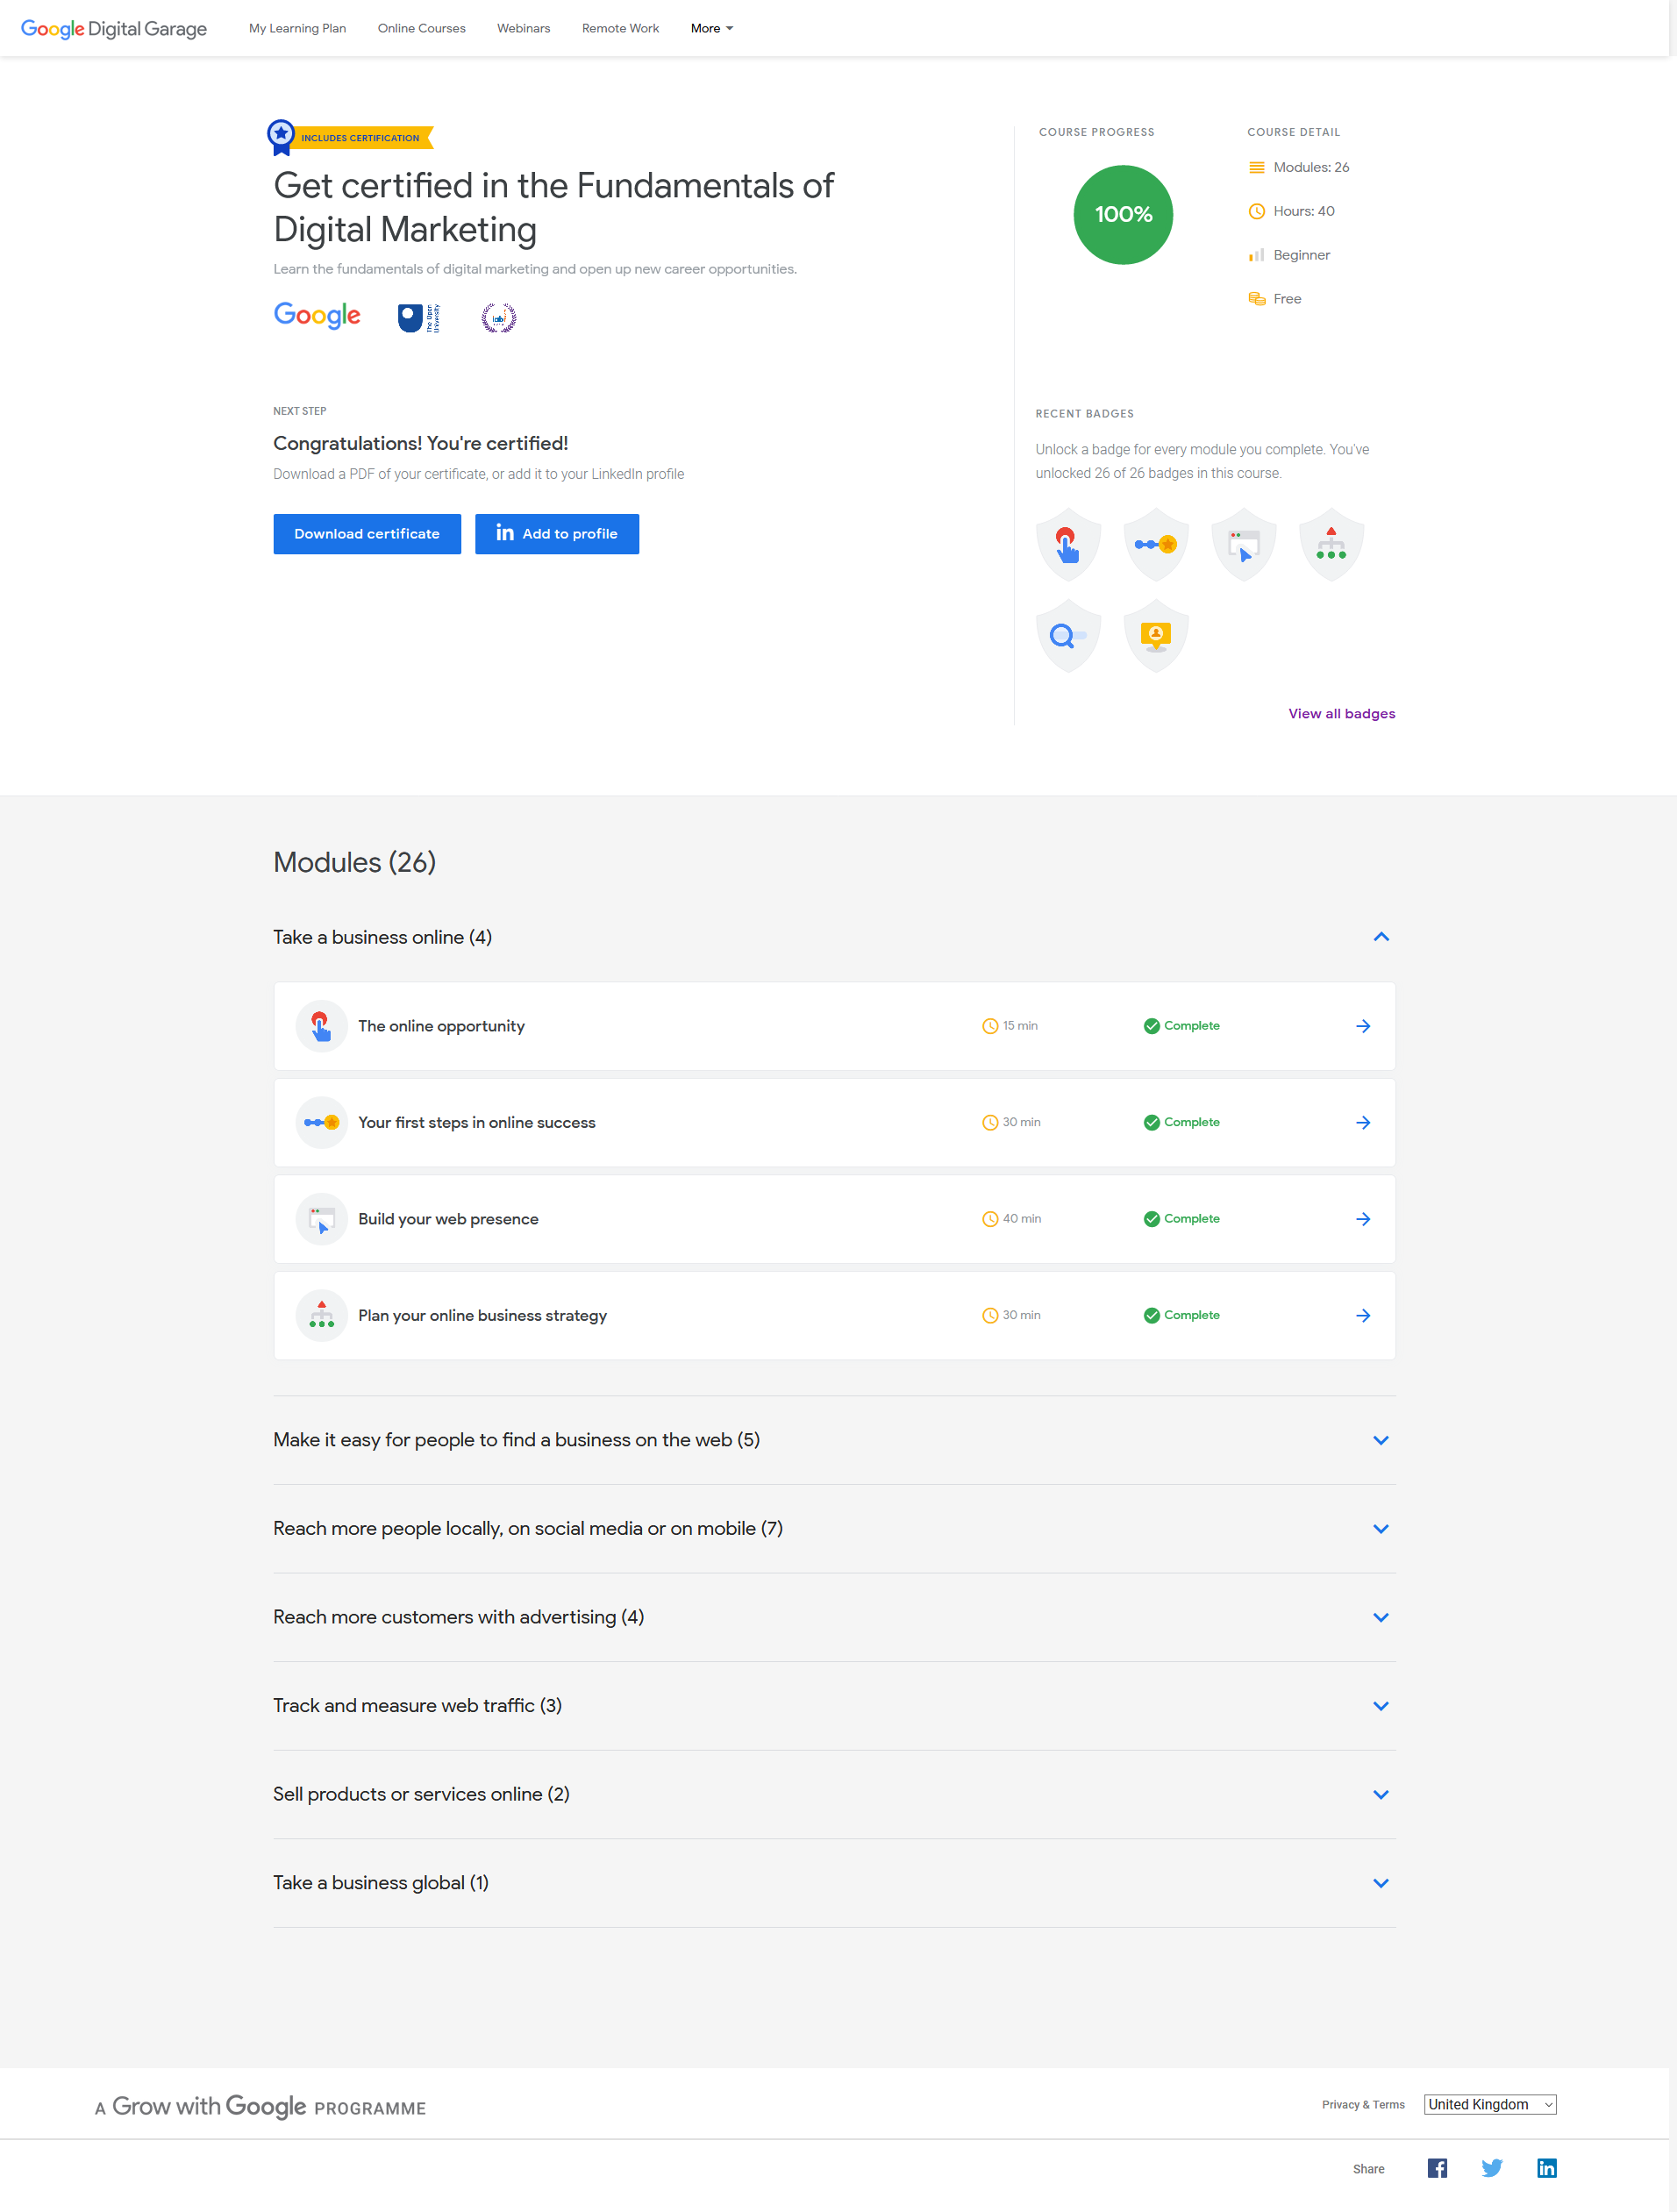 Google Digital Garage
My Learning Plan
Online Courses
Webinars
Remote Work
More
INCLUDES CERTIFICATION
Get certified in the Fundamentals of
Digital Marketing
Learn the fundamentals of digital marketing and open up new career opportunities.
Google
The Open
University
iab
NEXT STEP
Congratulations! You're certified!
Download a PDF of your certificate, or add it to your LinkedIn profile
Download certificate
in Add to profile
COURSE PROGRESS
100%
COURSE DETAIL
Modules: 26
Hours: 40
Beginner
Free
RECENT BADGES
Unlock a badge for every module you complete. You've
unlocked 26 of 26 badges in this course.
View all badges
Modules (26)
Take a business online (4)
The online opportunity
15 min
Complete
Your first steps in online success
30 min
Complete
Build your web presence
40 min
Complete
Plan your online business strategy
30 min
Complete
Make it easy for people to find a business on the web (5)
Reach more people locally, on social media or on mobile (7)
Reach more customers with advertising (4)
Track and measure web traffic (3)
Sell products or services online (2)
Take a business global (1)
A Grow with Google PROGRAMME
Privacy & Terms
United Kingdom
Share
f
in